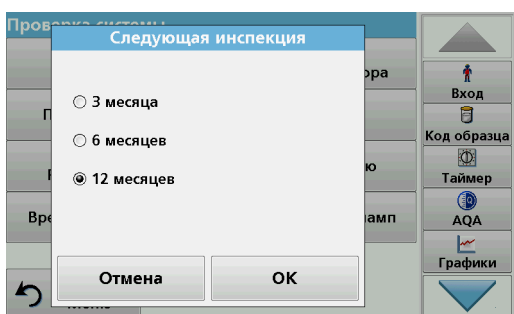 Проверка системы
Следующая инспекция
3 месяца
6 месяцев
12 месяцев
Отмена
OK
Вход
Код образца
Таймер
AQA
Графики